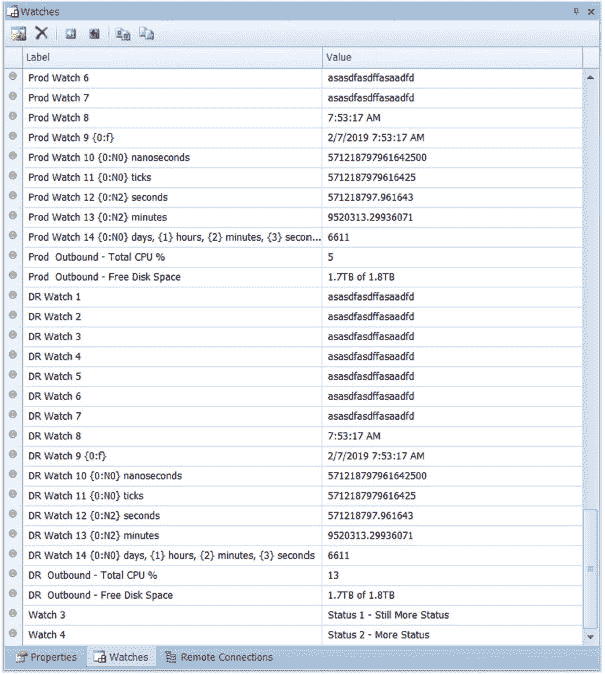 Watches
Label Value
Prod Watch 6 asasdfasdffasaadfd
Prod Watch 7 asasdfasdffasaadfd
Prod Watch 8 7:53:17 AM
Prod Watch 9 {0:f} 2/7/2019 7:53:17 AM
Prod Watch 10 {0:N0} nanoseconds 571218797961642500
Prod Watch 11 {0:N0} ticks 5712187979616425
Prod Watch 12 {0:N2} seconds 571218797.961643
Prod Watch 13 {0:N2} minutes 9520313.29936071
Prod Watch 14 {0:N0} days, {1} hours, {2} minutes, {3} secon... 6611
Prod Outbound - Total CPU % 5
Prod Outbound - Free Disk Space 1.7TB of 1.8TB
DR Watch 1 asasdfasdffasaadfd
DR Watch 2 asasdfasdffasaadfd
DR Watch 3 asasdfasdffasaadfd
DR Watch 4 asasdfasdffasaadfd
DR Watch 5 asasdfasdffasaadfd
DR Watch 6 asasdfasdffasaadfd
DR Watch 7 asasdfasdffasaadfd
DR Watch 8 7:53:17 AM
DR Watch 9 {0:f} 2/7/2019 7:53:17 AM
DR Watch 10 {0:N0} nanoseconds 571218797961642500
DR Watch 11 {0:N0} ticks 5712187979616425
DR Watch 12 {0:N2} seconds 571218797.961643
DR Watch 13 {0:N2} minutes 9520313.29936071
DR Watch 14 {0:N0} days, {1} hours, {2} minutes, {3} seconds 6611
DR Outbound - Total CPU % 13
DR Outbound - Free Disk Space 1.7TB of 1.8TB
Watch 3 Status 1 - Still More Status
Watch 4 Status 2 - More Status
Properties Watches Remote Connections